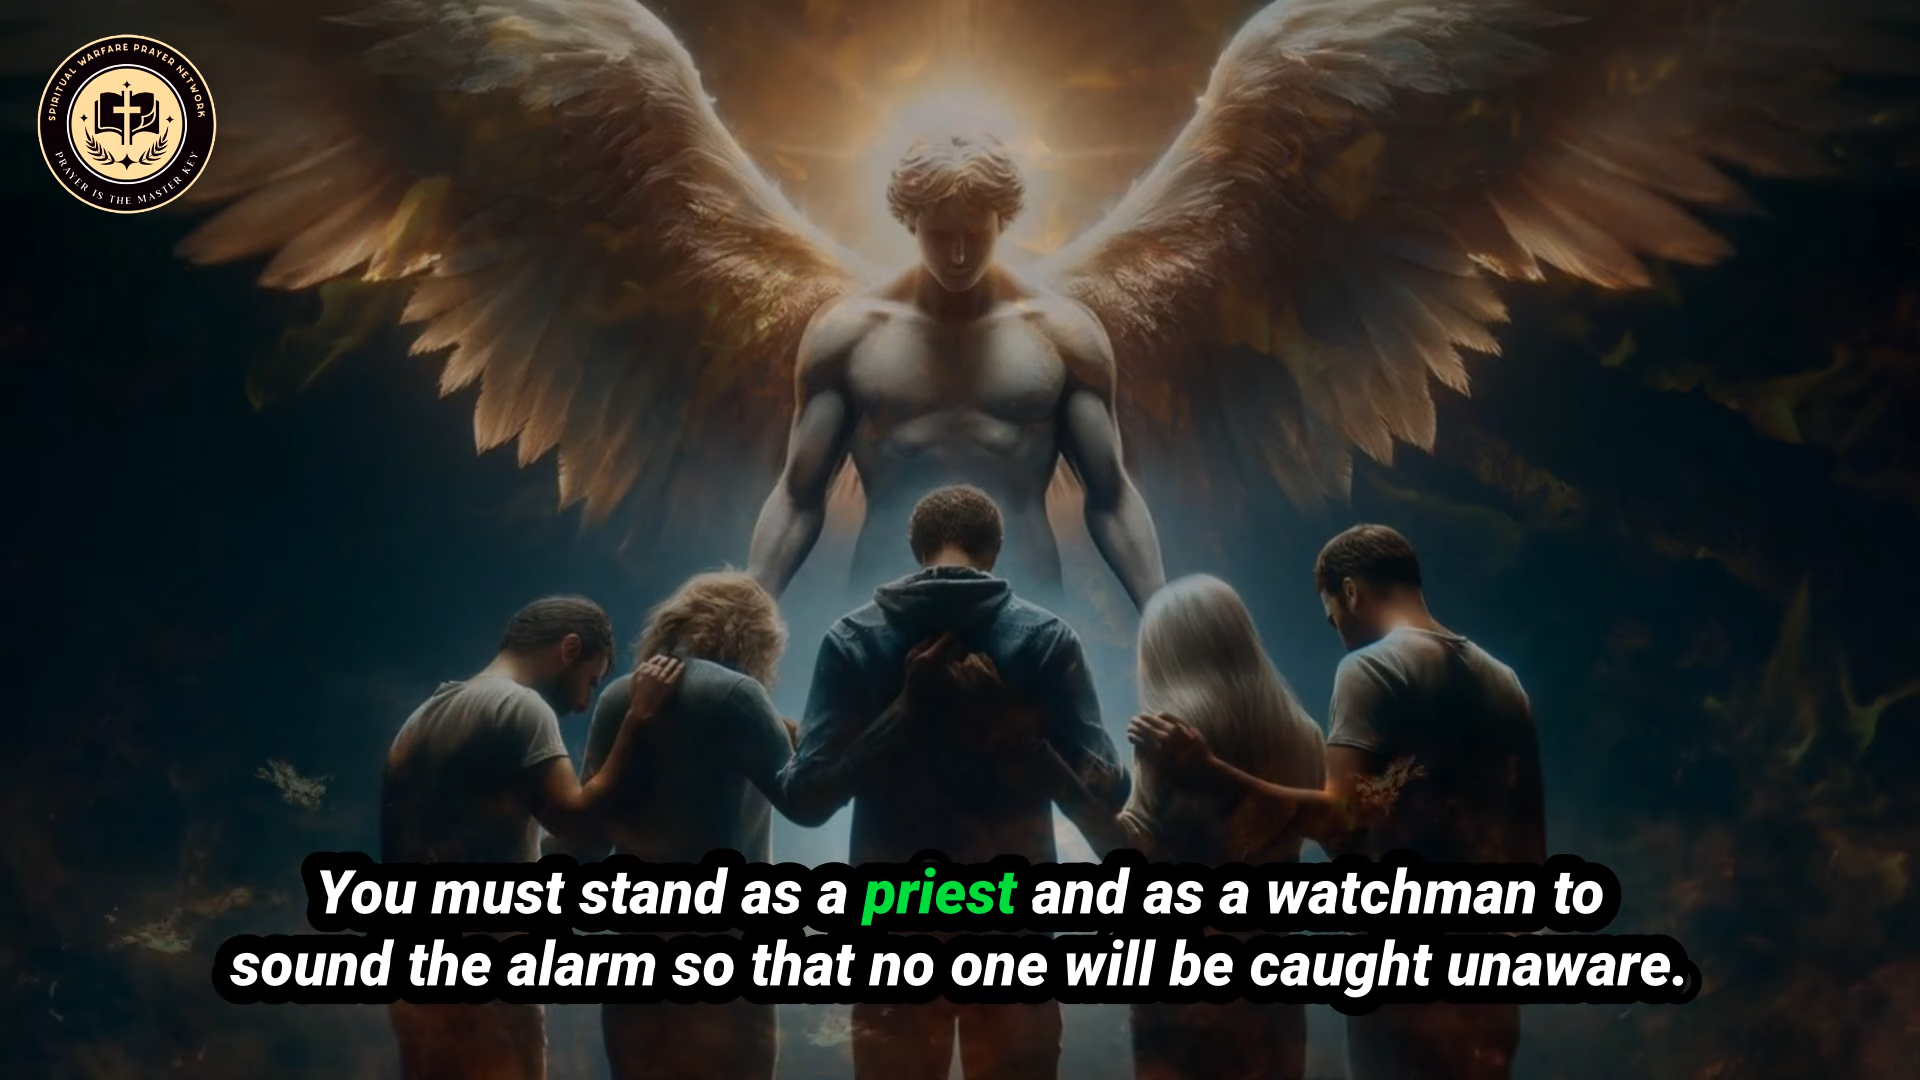 SPIRITUAL WARFARE PRAYER NETWORK
PRAYER IS THE MASTER KEY
You must stand as a priest and as a watchman to
sound the alarm so that no one will be caught unaware.